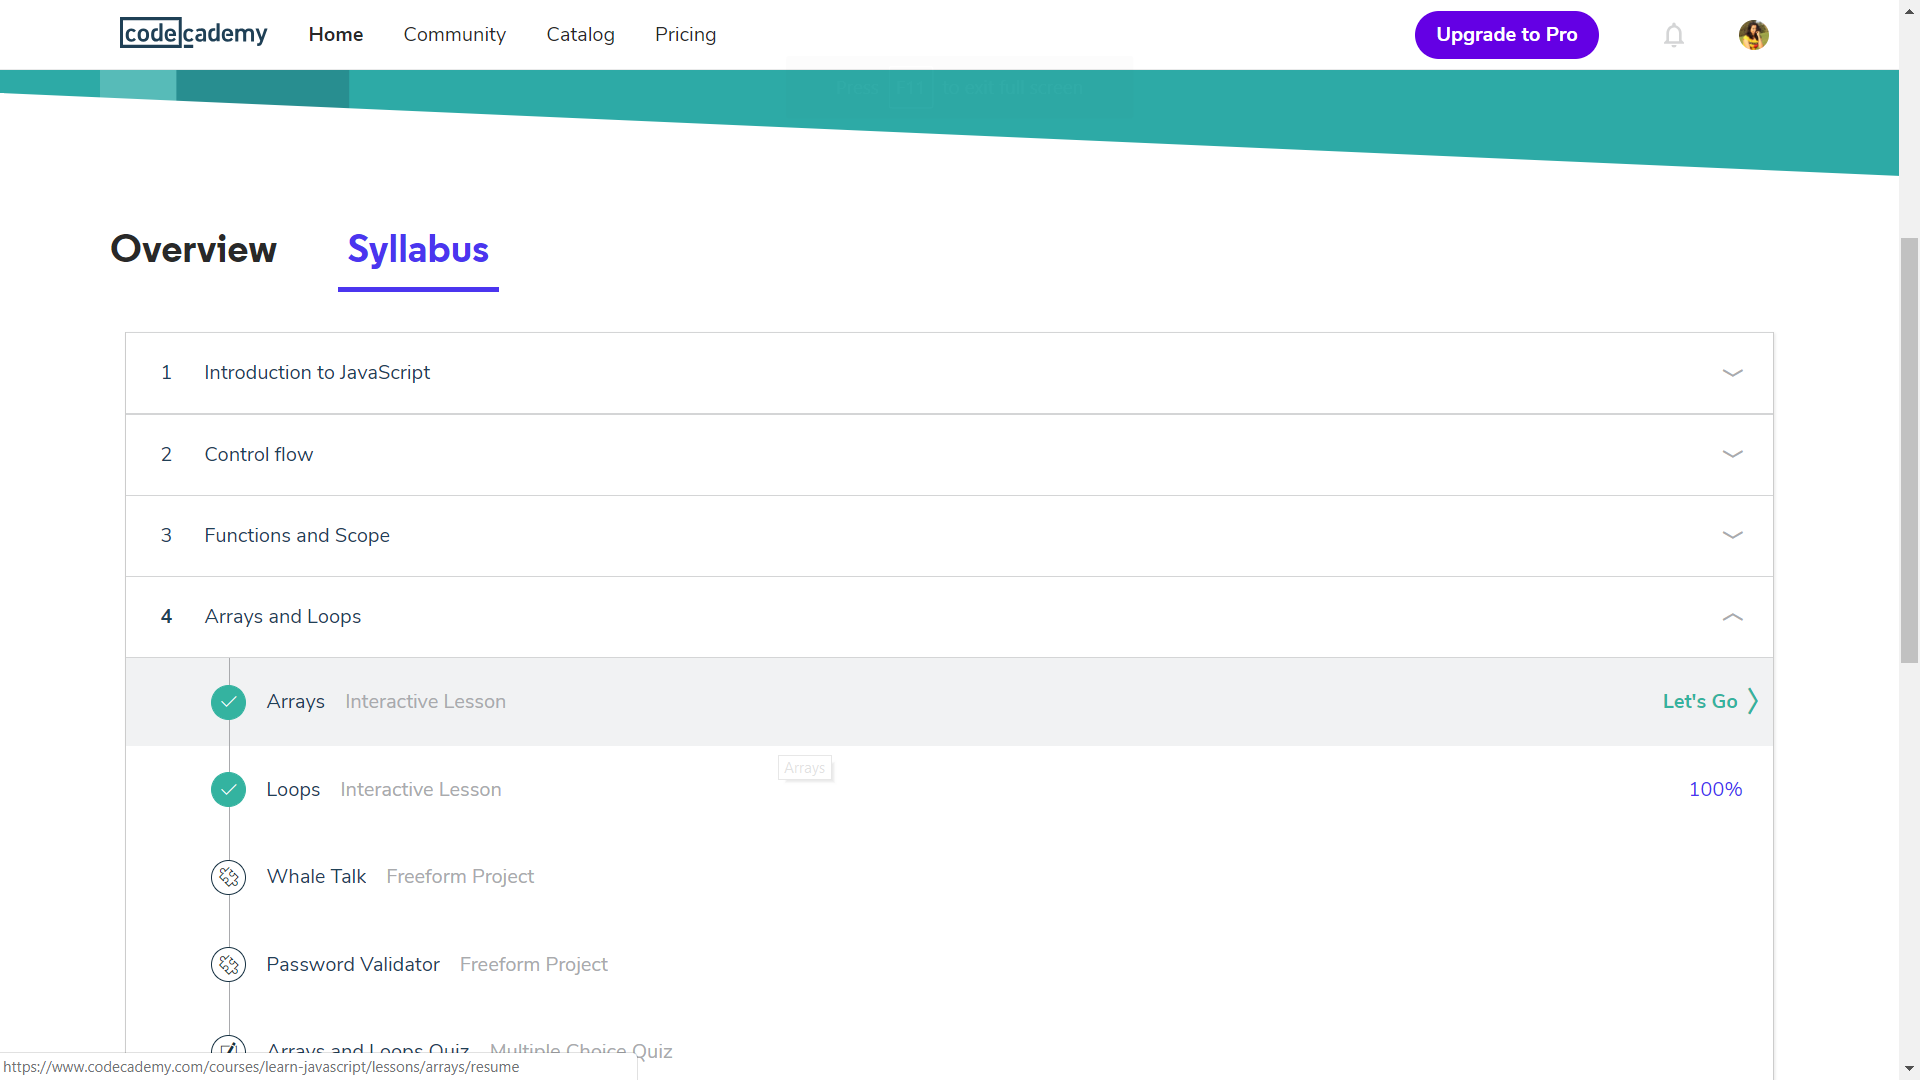 codecademy Home Community Catalog Pricing Upgrade to Pro
Overview Syllabus
1 Introduction to JavaScript
2 Control flow
3 Functions and Scope
4 Arrays and Loops
Arrays Interactive Lesson Let's Go
Arrays
Loops Interactive Lesson 100%
Whale Talk Freeform Project
Password Validator Freeform Project
Arrays and Loops Quiz Multiple Choice Quiz
https://www.codecademy.com/courses/learn-javascript/lessons/arrays/resume